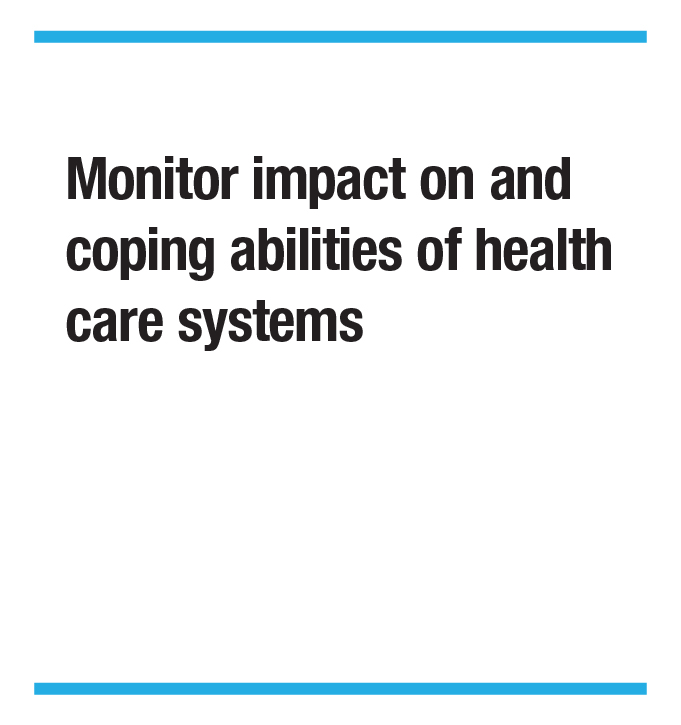 Monitor impact on and
coping abilities of health
care systems